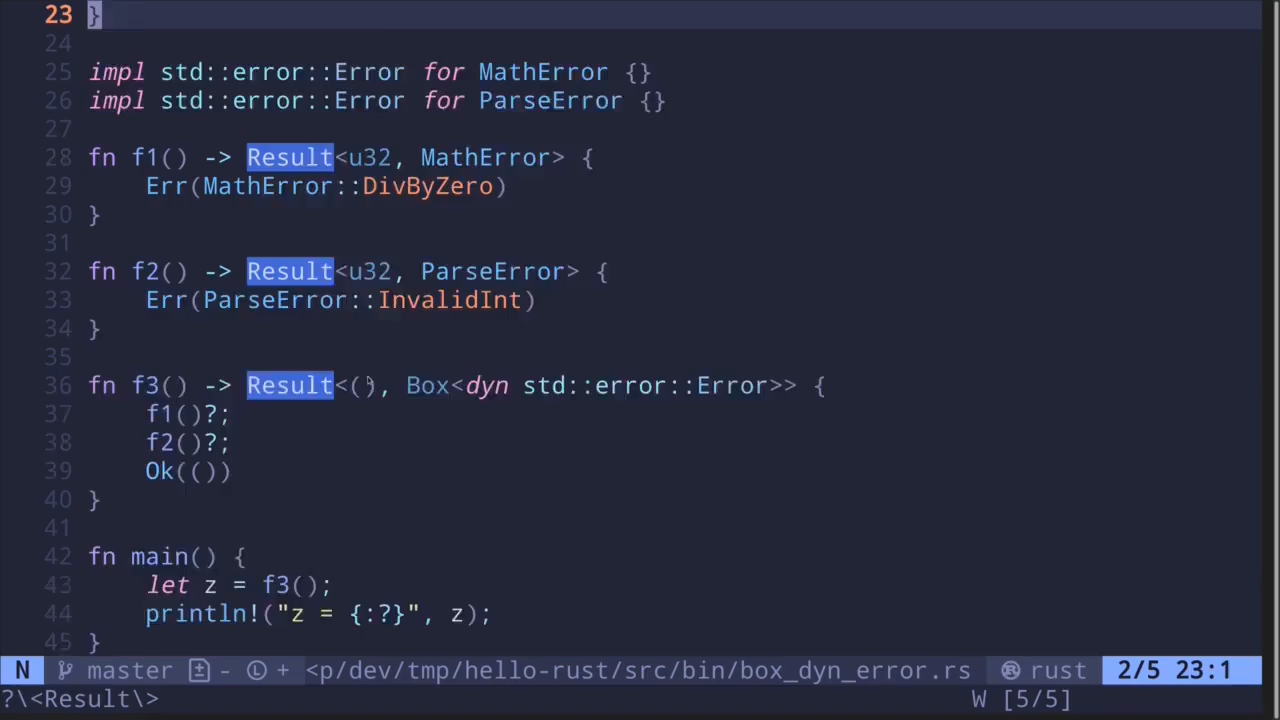 23 }
24
25 impl std::error::Error for MathError {}
26 impl std::error::Error for ParseError {}
27
28 fn f1() -> Result<u32, MathError> {
29     Err(MathError::DivByZero)
30 }
31
32 fn f2() -> Result<u32, ParseError> {
33     Err(ParseError::InvalidInt)
34 }
35
36 fn f3() -> Result<(), Box<dyn std::error::Error>> {
37     f1()?;
38     f2()?;
39     Ok(())
40 }
41
42 fn main() {
43     let z = f3();
44     println!("z = {:?}", z);
45 }
N master - L + <p/dev/tmp/hello-rust/src/bin/box_dyn_error.rs rust 2/5 23:1
?\<Result\> W [5/5]